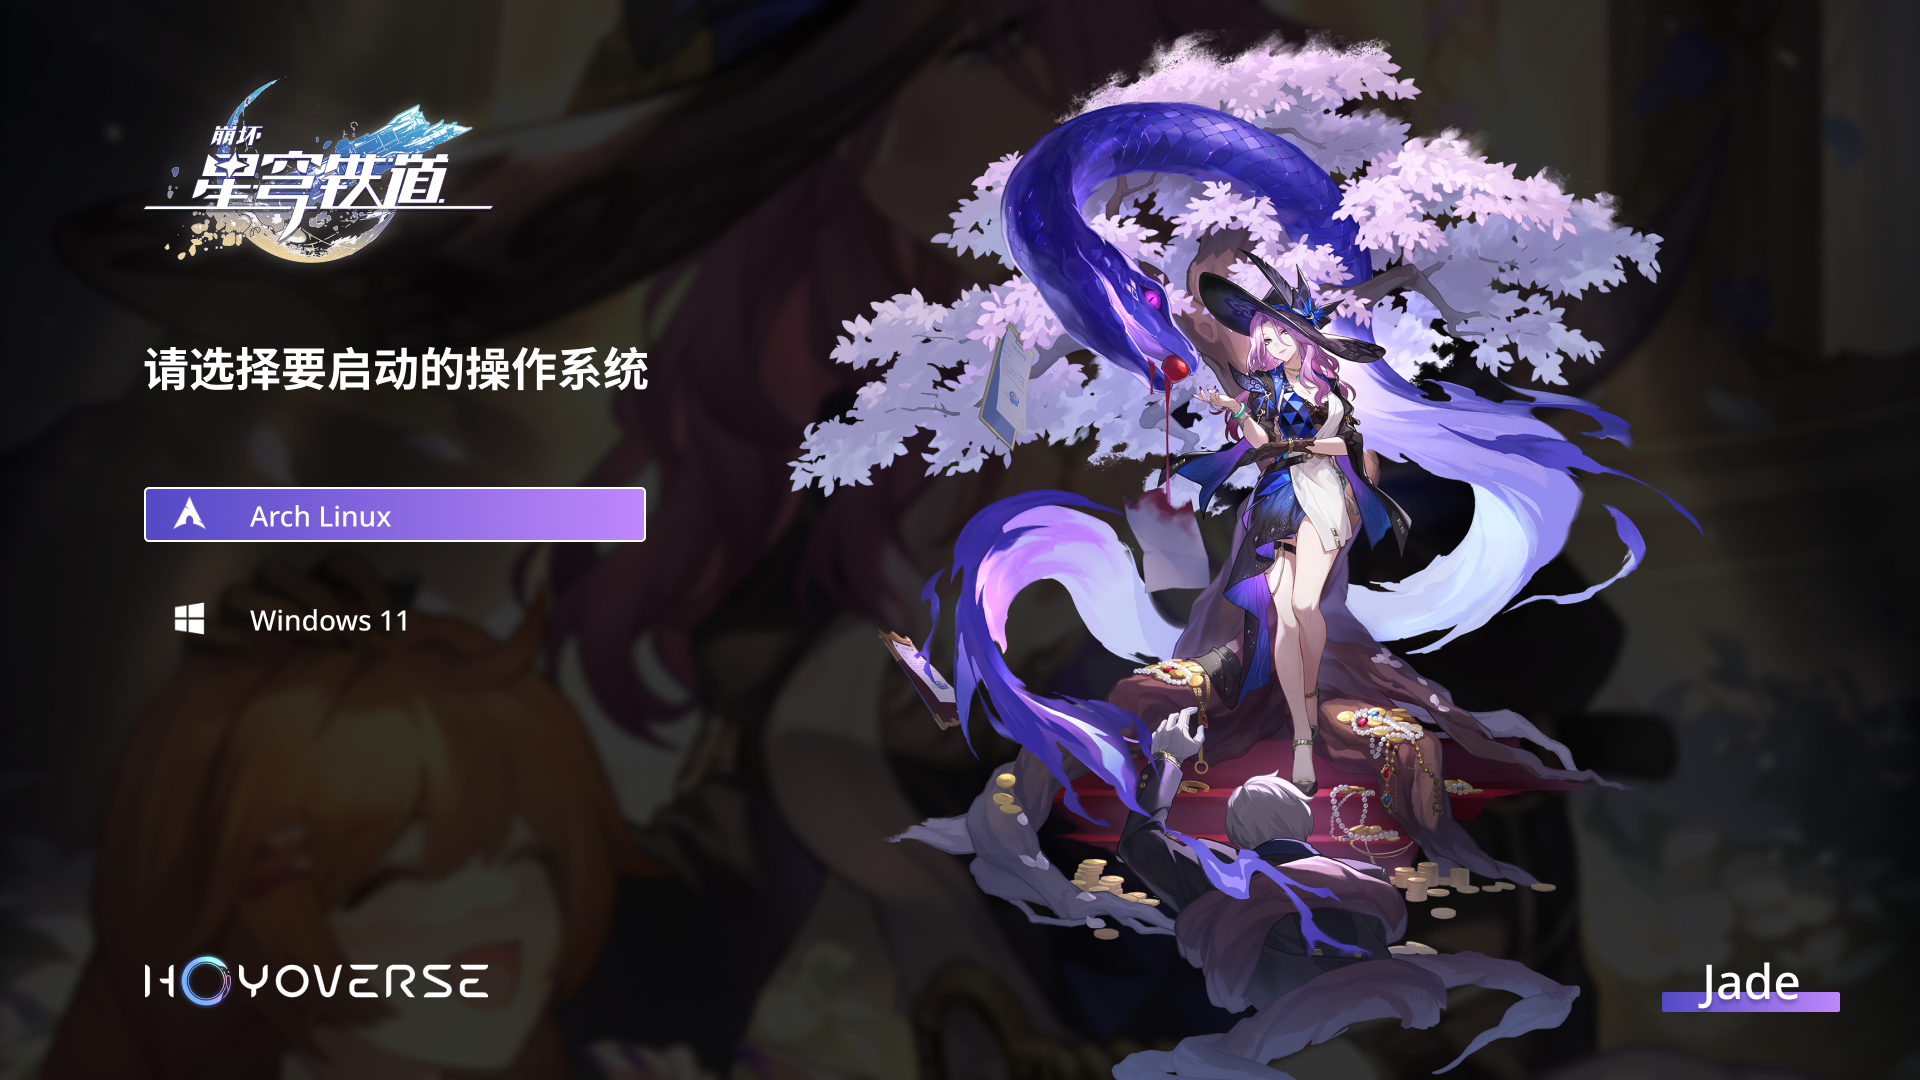 崩坏
星穹铁道
请选择要启动的操作系统
Arch Linux
Windows 11
HOYOVERSE
Jade